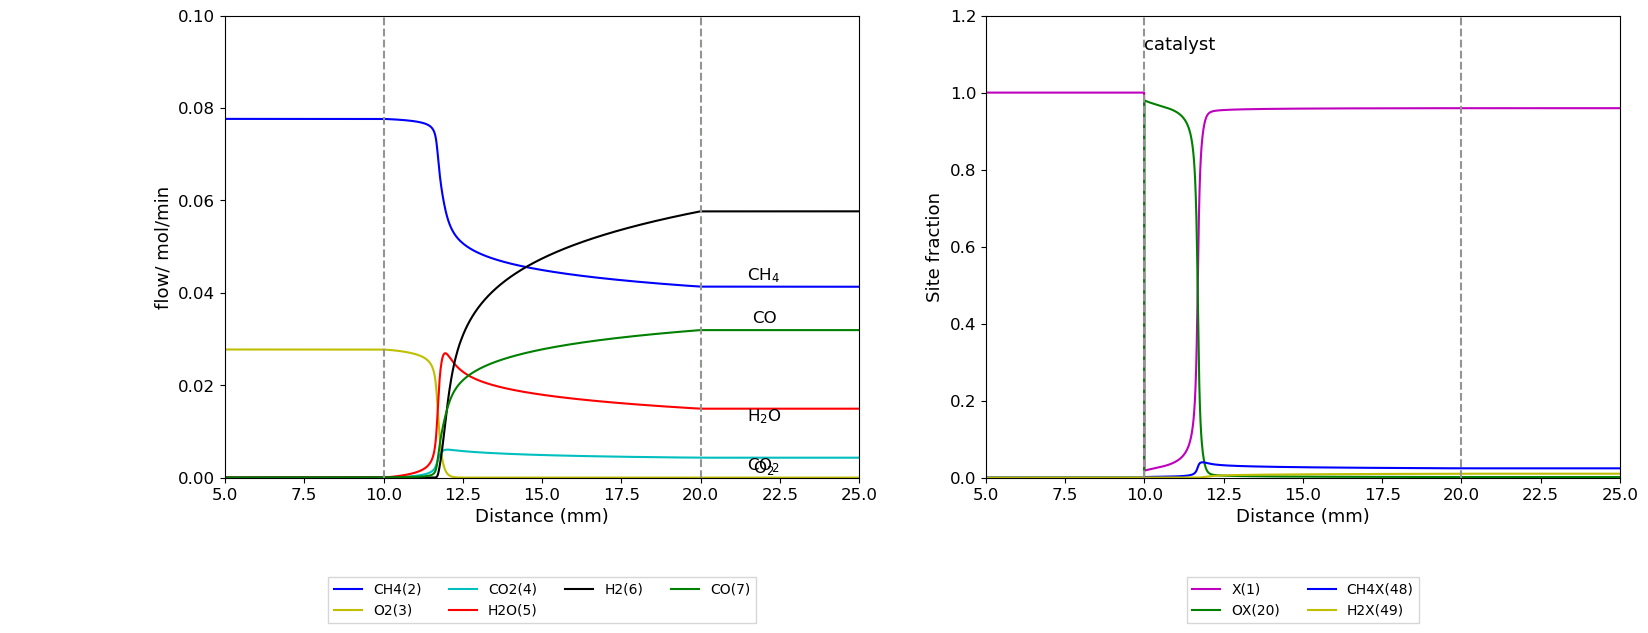 0.10
0.08
0.06
0.04
0.02
0.00
flow/ mol/min
CH₄
CO
H₂O
CO₂
O₂
5.0 7.5 10.0 12.5 15.0 17.5 20.0 22.5 25.0
Distance (mm)
CH4(2) CO2(4) H2(6) CO(7)
O2(3) H2O(5)
1.2
1.0
0.8
0.6
0.4
0.2
0.0
Site fraction
catalyst
5.0 7.5 10.0 12.5 15.0 17.5 20.0 22.5 25.0
Distance (mm)
X(1) CH4X(48)
OX(20) H2X(49)